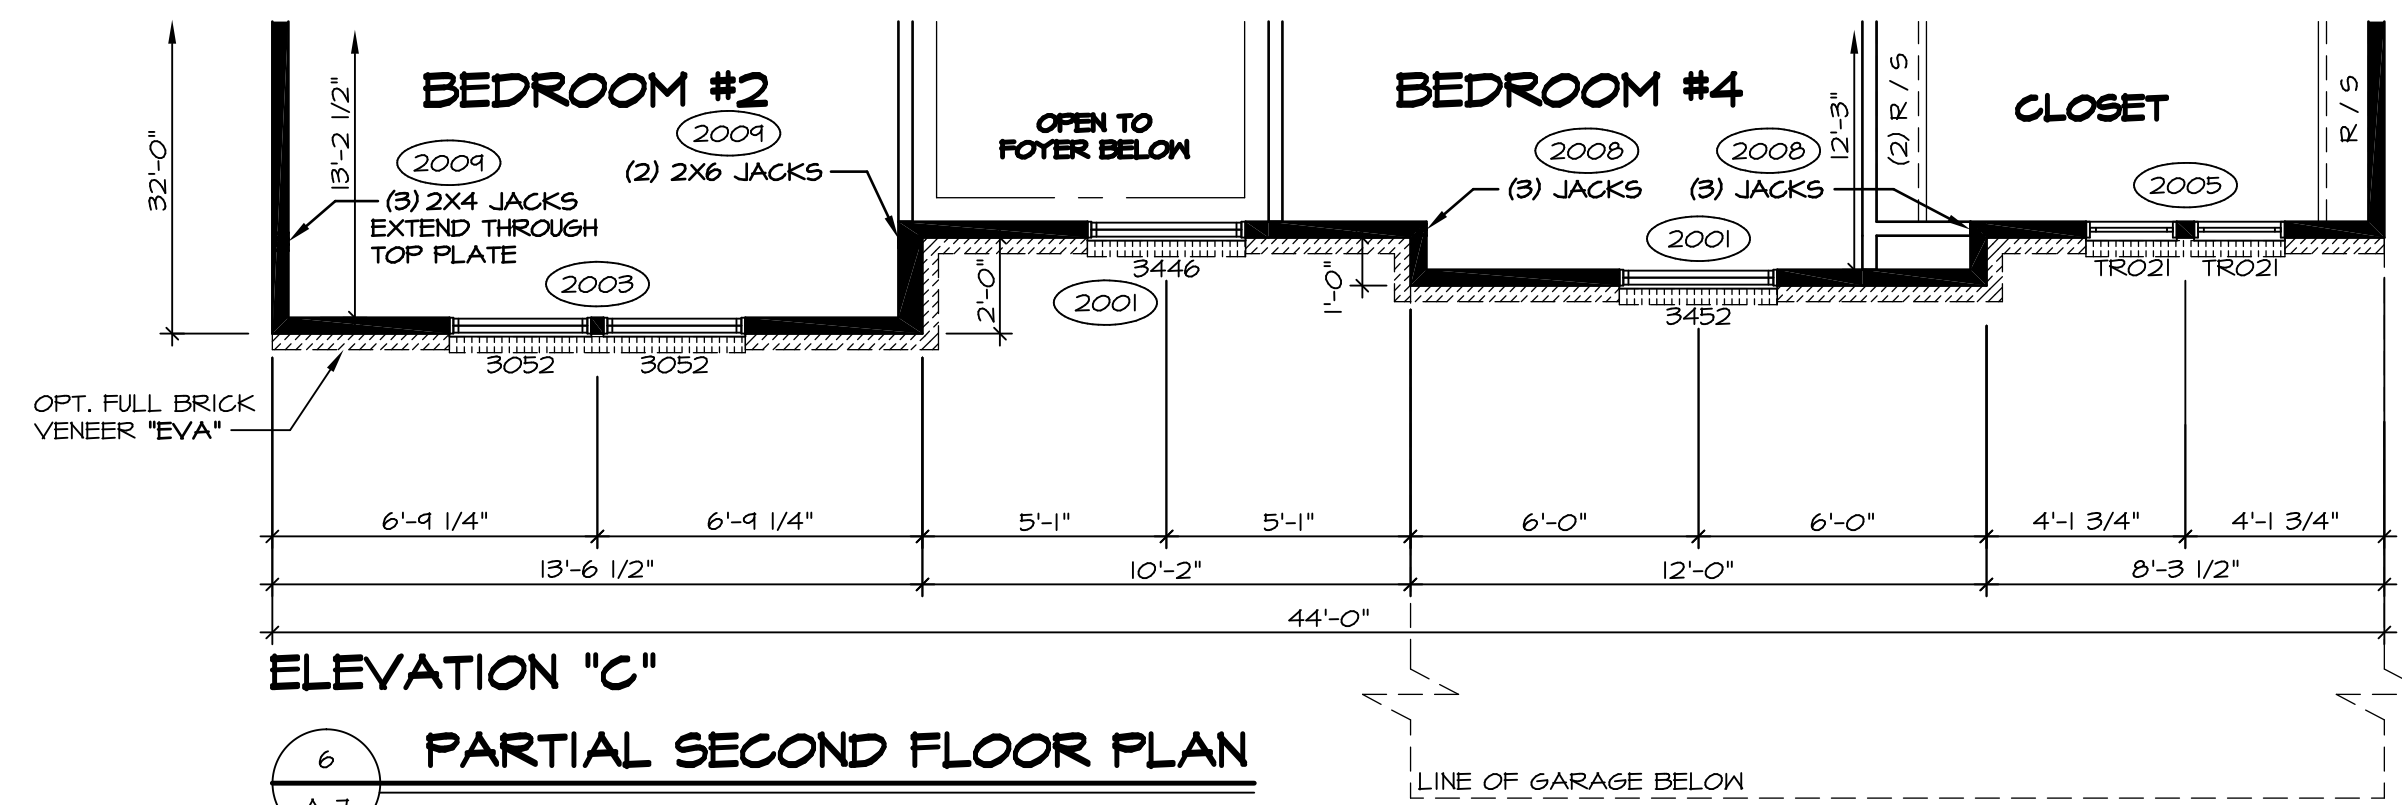 BEDROOM #2
2009
2009
(2) 2X6 JACKS
(3) 2X4 JACKS
EXTEND THROUGH
TOP PLATE
32'-0"
13'-2 1/2"
2003
3052
3052
OPT. FULL BRICK
VENEER "EVA"
OPEN TO
FOYER BELOW
3446
2001
2'-0"
1'-0"
BEDROOM #4
2008
2008
(3) JACKS
(3) JACKS
2001
3452
12'-3"
(2) R/S
CLOSET
R/S
2005
TR021
TR021
6'-9 1/4"
6'-9 1/4"
5'-1"
5'-1"
6'-0"
6'-0"
4'-1 3/4"
4'-1 3/4"
13'-6 1/2"
10'-2"
12'-0"
8'-3 1/2"
44'-0"
ELEVATION "C"
6
PARTIAL SECOND FLOOR PLAN
LINE OF GARAGE BELOW